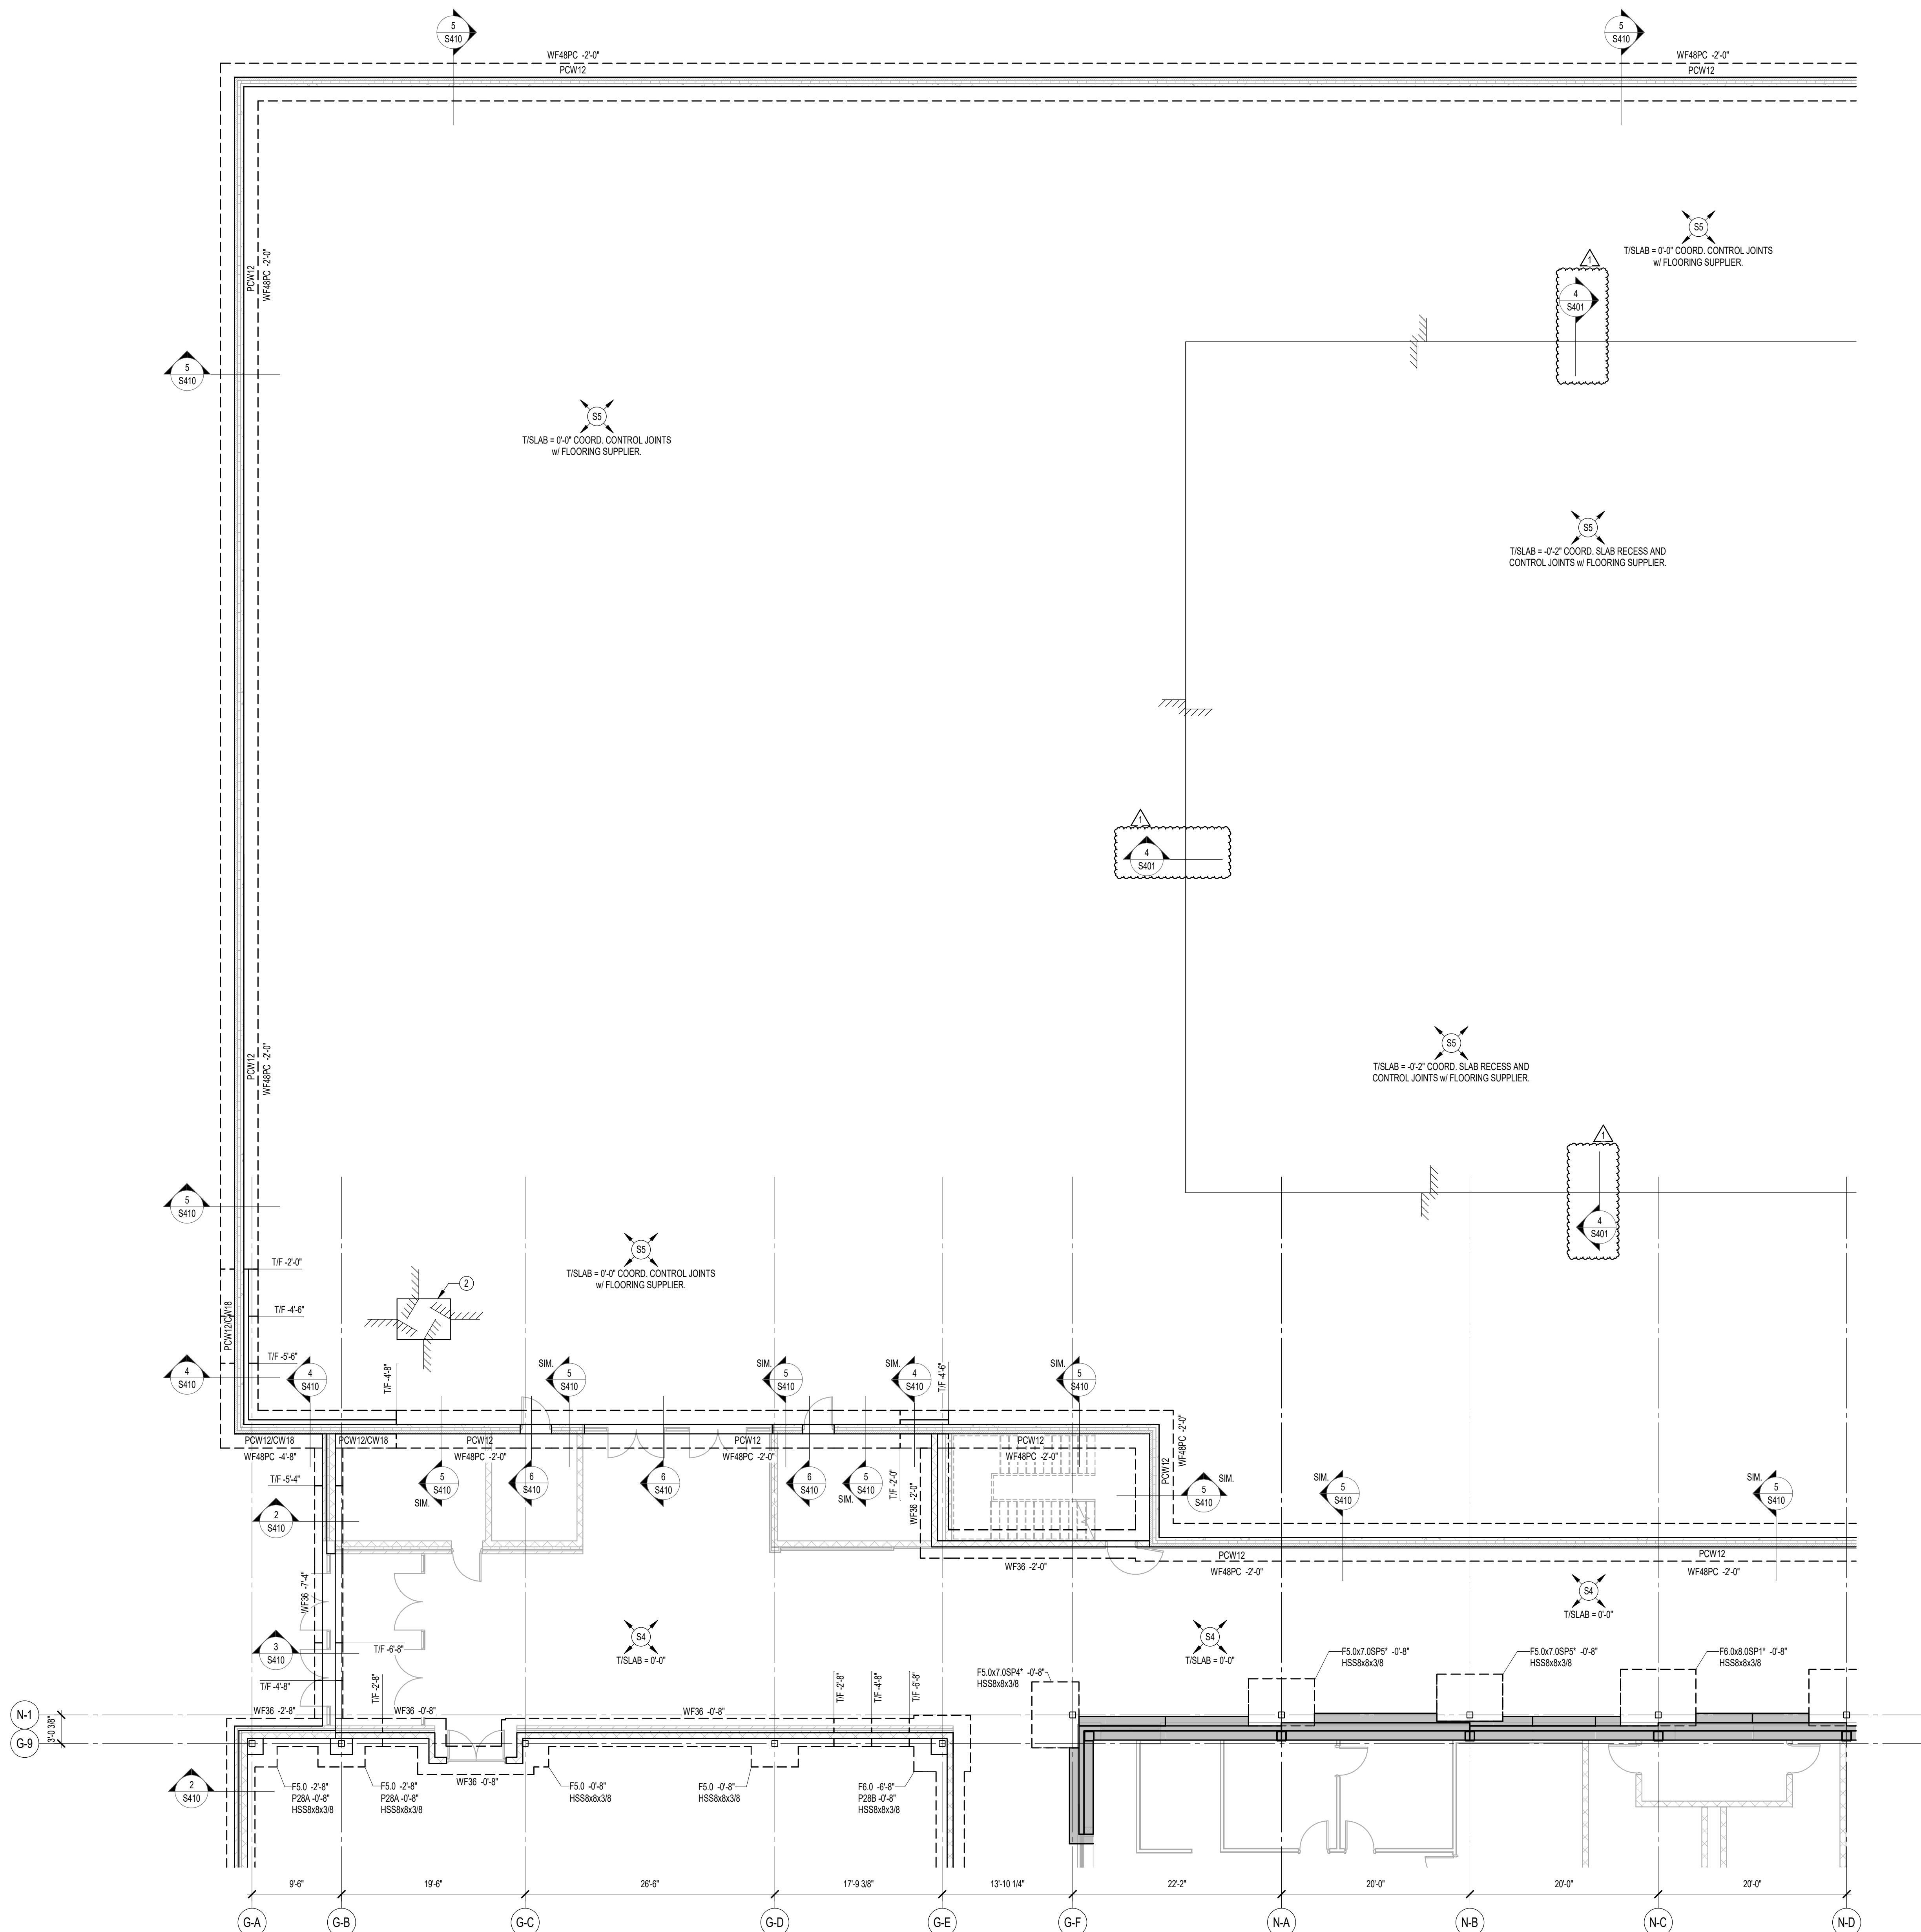 5
S410
5
S410
WF48PC -2'-0"
PCW12
WF48PC -2'-0"
PCW12
PCW12
WF48PC -2'-0"
S5
T/SLAB = 0'-0" COORD. CONTROL JOINTS
w/ FLOORING SUPPLIER.
1
4
S401
5
S410
S5
T/SLAB = 0'-0" COORD. CONTROL JOINTS
w/ FLOORING SUPPLIER.
S5
T/SLAB = -0'-2" COORD. SLAB RECESS AND
CONTROL JOINTS w/ FLOORING SUPPLIER.
1
4
S401
PCW12
WF48PC -2'-0"
S5
T/SLAB = -0'-2" COORD. SLAB RECESS AND
CONTROL JOINTS w/ FLOORING SUPPLIER.
1
4
S401
5
S410
S5
T/SLAB = 0'-0" COORD. CONTROL JOINTS
w/ FLOORING SUPPLIER.
T/F -2'-0"
2
T/F -4'-6"
PCW12/CW18
T/F -5'-6"
4
S410
4
S410
T/F -4'-8"
SIM.
5
S410
SIM.
5
S410
SIM.
4
S410
T/F -4'-6"
SIM.
5
S410
PCW12/CW18
WF48PC -4'-8"
PCW12/CW18
PCW12
WF48PC -2'-0"
PCW12
WF48PC -2'-0"
PCW12
WF48PC -2'-0"
PCW12
WF48PC -2'-0"
T/F -5'-4"
5
S410
SIM.
6
S410
6
S410
6
S410
5
S410
SIM.
T/F -2'-0"
WF36 -2'-0"
5
S410
SIM.
SIM.
5
S410
SIM.
5
S410
2
S410
WF36 -2'-0"
PCW12
WF48PC -2'-0"
PCW12
WF48PC -2'-0"
WF36 -7'-4"
3
S410
T/F -6'-8"
T/F -4'-8"
T/F -2'-8"
S4
T/SLAB = 0'-0"
S4
T/SLAB = 0'-0"
S4
T/SLAB = 0'-0"
T/F -2'-8"
T/F -4'-8"
T/F -6'-8"
F5.0x7.0SP4* -0'-8"
HSS8x8x3/8
F5.0x7.0SP5* -0'-8"
HSS8x8x3/8
F5.0x7.0SP5* -0'-8"
HSS8x8x3/8
F6.0x8.0SP1* -0'-8"
HSS8x8x3/8
WF36 -2'-8"
WF36 -0'-8"
WF36 -0'-8"
N-1
3'-0 3/8"
G-9
2
S410
WF36 -0'-8"
F5.0 -2'-8"
P28A -0'-8"
HSS8x8x3/8
F5.0 -2'-8"
P28A -0'-8"
HSS8x8x3/8
F5.0 -0'-8"
HSS8x8x3/8
F5.0 -0'-8"
HSS8x8x3/8
F6.0 -6'-8"
P28B -0'-8"
HSS8x8x3/8
9'-6"
19'-6"
26'-6"
17'-9 3/8"
13'-10 1/4"
22'-2"
20'-0"
20'-0"
20'-0"
G-A
G-B
G-C
G-D
G-E
G-F
N-A
N-B
N-C
N-D